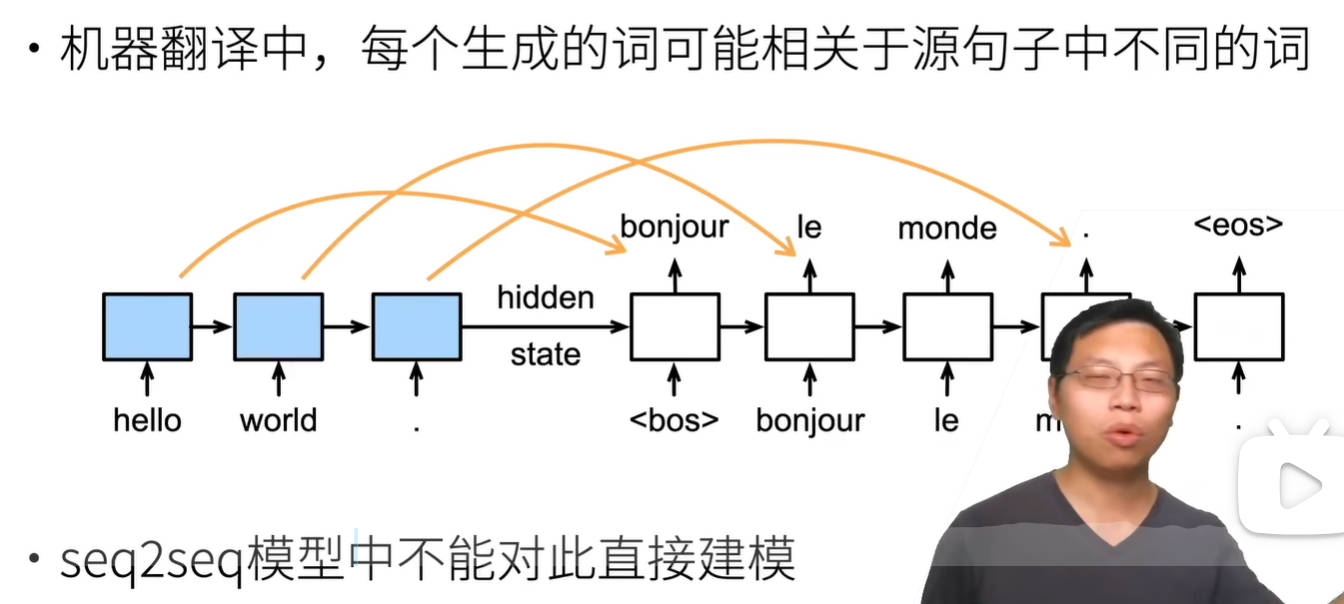 • 机器翻译中，每个生成的词可能相关于源句子中不同的词
bonjour le monde . <eos>
hidden
state
hello world . <bos> bonjour le .
• seq2seq模型中不能对此直接建模